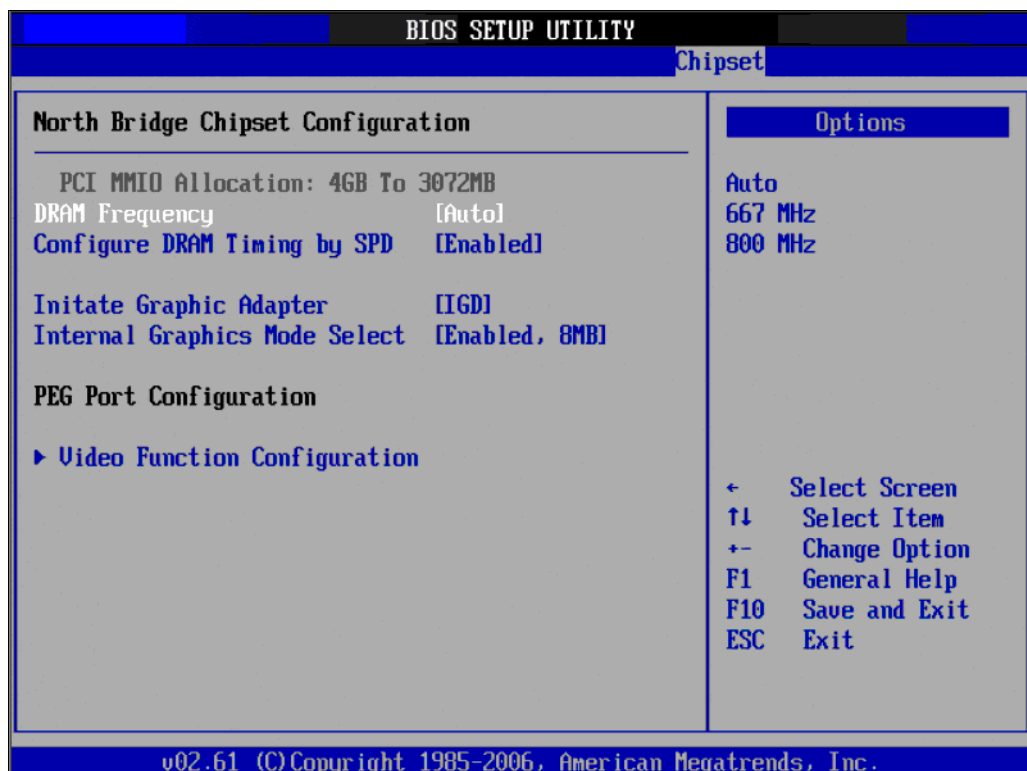 BIOS SETUP UTILITY
Chipset
North Bridge Chipset Configuration
PCI MMIO Allocation: 4GB To 3072MB
DRAM Frequency [Auto]
Configure DRAM Timing by SPD [Enabled]
Initate Graphic Adapter [IGD]
Internal Graphics Mode Select [Enabled, 8MB]
PEG Port Configuration
▶ Video Function Configuration
Options
Auto
667 MHz
800 MHz
← Select Screen
↑↓ Select Item
+- Change Option
F1 General Help
F10 Save and Exit
ESC Exit
v02.61 (C)Copyright 1985-2006, American Megatrends, Inc.